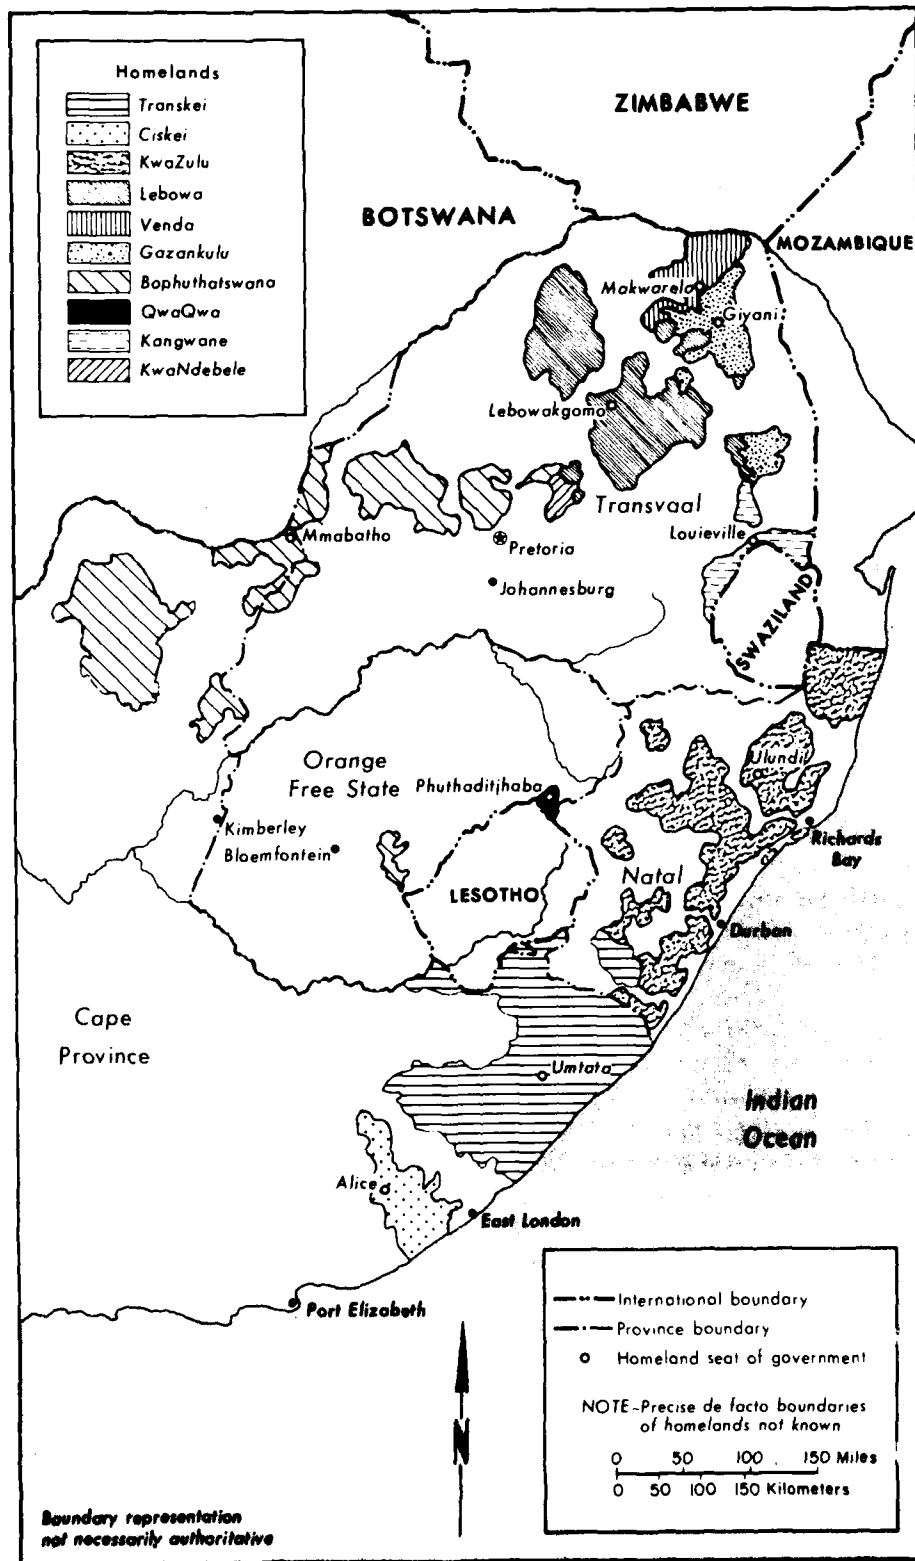 Homelands
Transkei
Ciskei
KwaZulu
Lebowa
Venda
Gazankulu
Bophuthatswana
QwaQwa
Kangwane
KwaNdebele
ZIMBABWE
BOTSWANA
MOZAMBIQUE
Makwarela
Giyani
Lebowakgomo
Transvaal
Mmabatho
Pretoria
Louieville
Johannesburg
SWAZILAND
Orange
Free State
Ulundi
Phuthaditjhaba
Kimberley
Bloemfontein
Richards
Bay
LESOTHO
Natal
Durban
Cape
Province
Umtata
Indian
Ocean
Alice
East London
Port Elizabeth
International boundary
Province boundary
Homeland seat of government
NOTE-Precise de facto boundaries
of homelands not known
0 50 100 150 Miles
0 50 100 150 Kilometers
N
Boundary representation
not necessarily authoritative